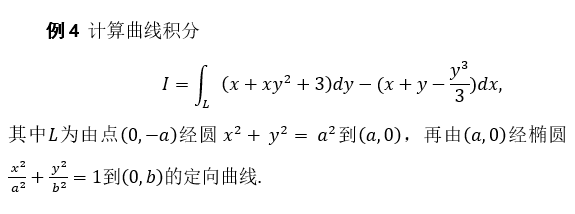 例 4 计算曲线积分
I = ∫_L (x + xy² + 3)dy − (x + y − y³/3)dx,
其中L为由点(0, −a)经圆 x² + y² = a²到(a, 0)，再由(a, 0)经椭圆
x²/a² + y²/b² = 1到(0, b)的定向曲线.